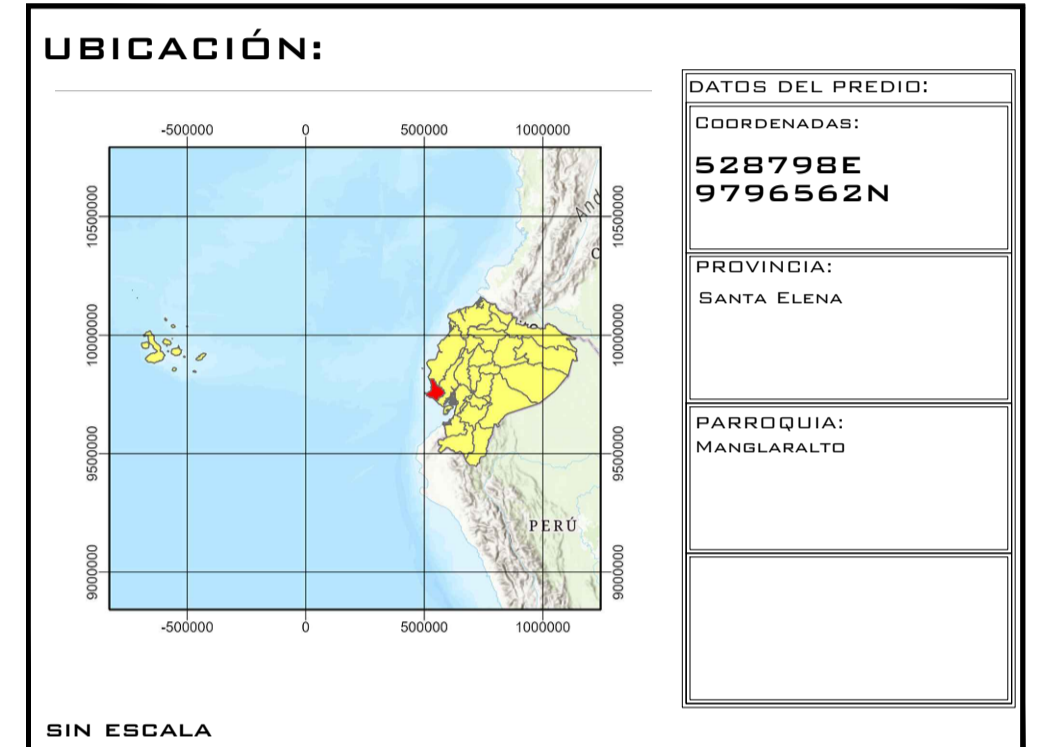 UBICACIÓN:
DATOS DEL PREDIO:
COORDENADAS:
528798E
9796562N
PROVINCIA:
SANTA ELENA
PARROQUIA:
MANGLARALTO
-500000 0 500000 1000000
10500000 10500000
10000000 10000000
9500000 9500000
9000000 9000000
And
C
PERÚ
-500000 0 500000 1000000
SIN ESCALA